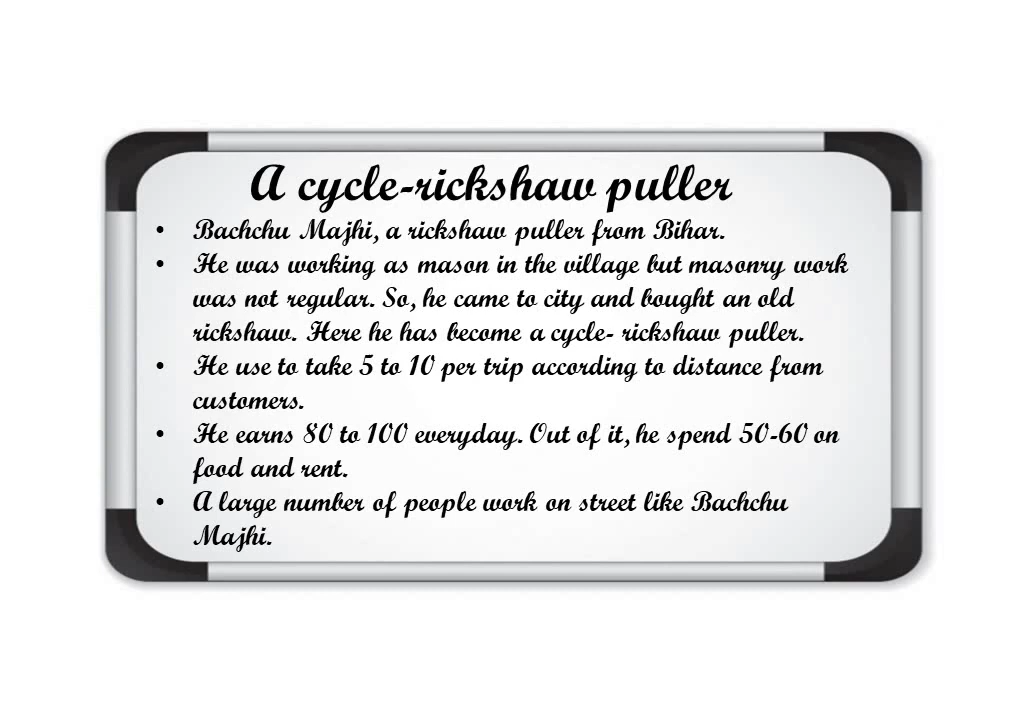 A cycle-rickshaw puller
• Bachchu Majhi, a rickshaw puller from Bihar.
• He was working as mason in the village but masonry work
was not regular. So, he came to city and bought an old
rickshaw. Here he has become a cycle- rickshaw puller.
• He use to take 5 to 10 per trip according to distance from
customers.
• He earns 80 to 100 everyday. Out of it, he spend 50-60 on
food and rent.
• A large number of people work on street like Bachchu
Majhi.